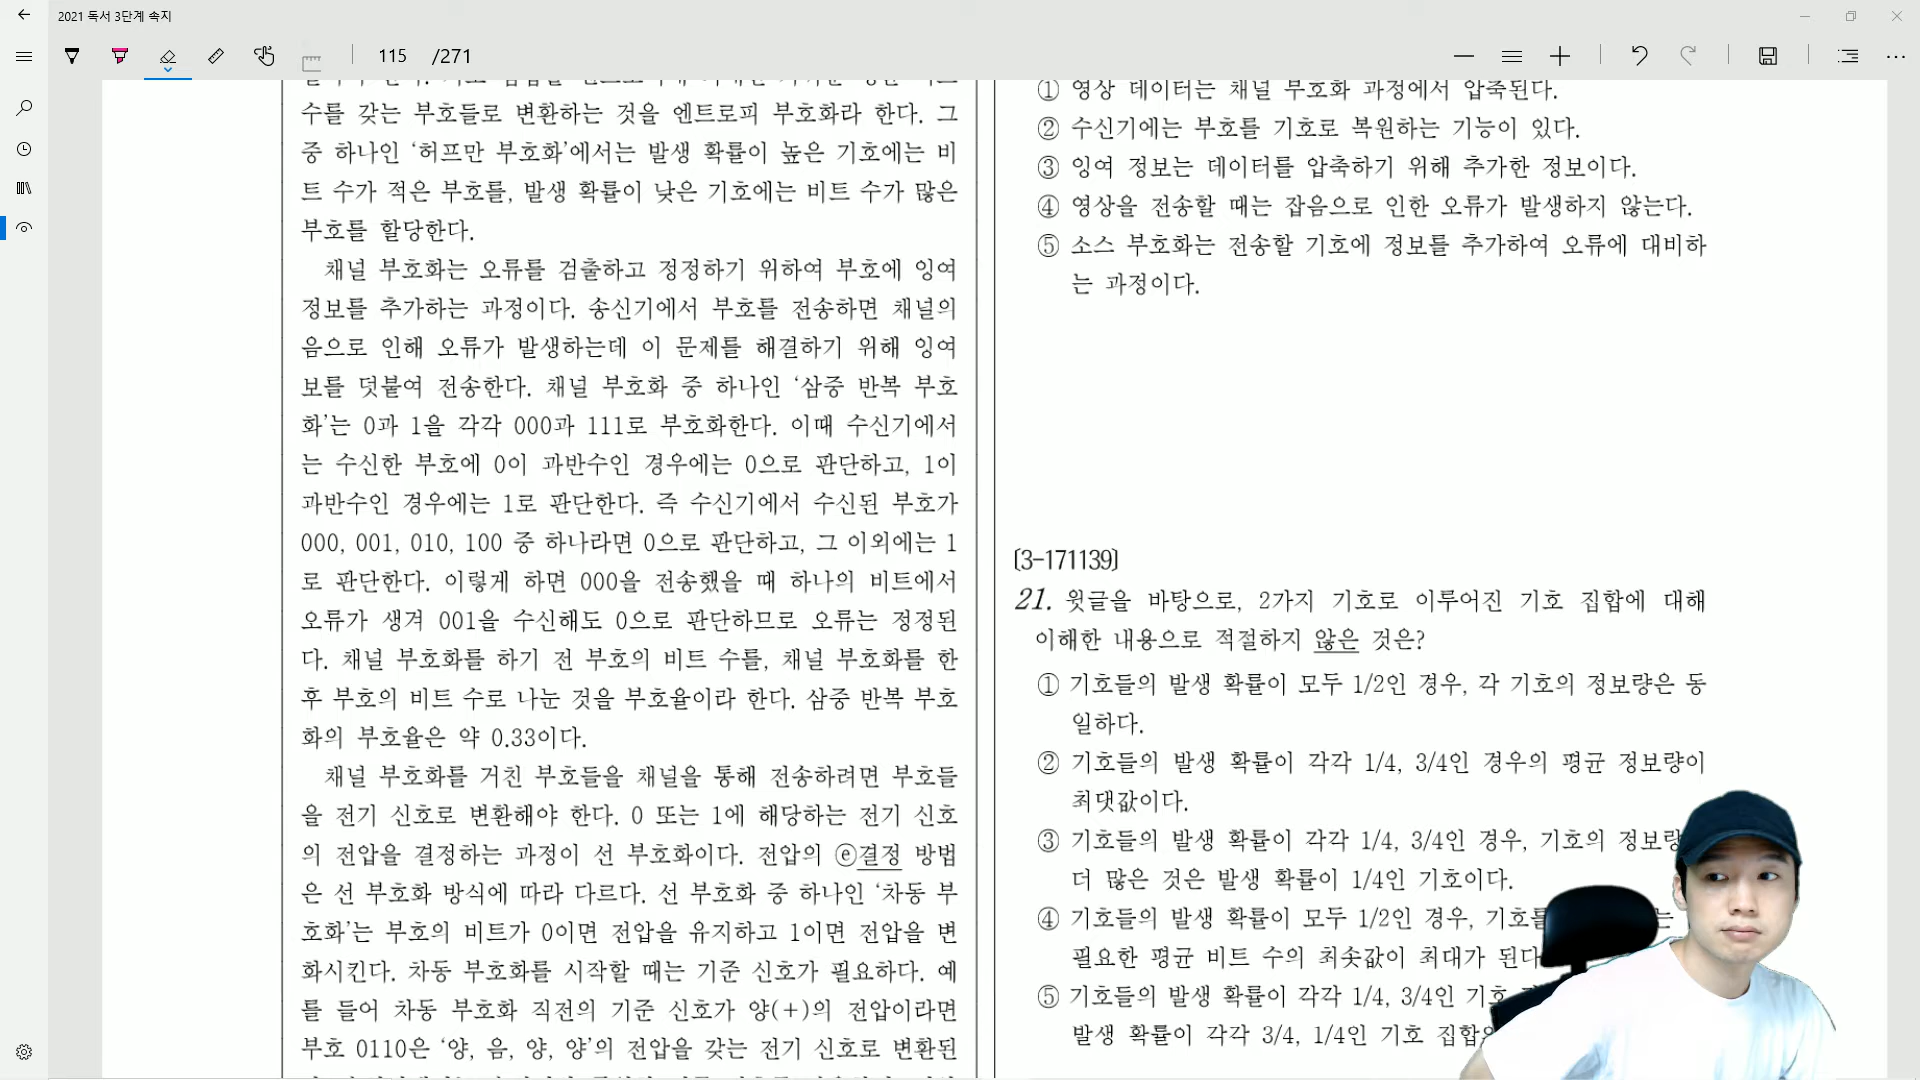 2021 독서 3단계 속지
115 /271
수를 갖는 부호들로 변환하는 것을 엔트로피 부호화라 한다. 그
중 하나인 ‘허프만 부호화’에서는 발생 확률이 높은 기호에는 비
트 수가 적은 부호를, 발생 확률이 낮은 기호에는 비트 수가 많은
부호를 할당한다.
채널 부호화는 오류를 검출하고 정정하기 위하여 부호에 잉여
정보를 추가하는 과정이다. 송신기에서 부호를 전송하면 채널의
음으로 인해 오류가 발생하는데 이 문제를 해결하기 위해 잉여
보를 덧붙여 전송한다. 채널 부호화 중 하나인 ‘삼중 반복 부호
화’는 0과 1을 각각 000과 111로 부호화한다. 이때 수신기에서
는 수신한 부호에 0이 과반수인 경우에는 0으로 판단하고, 1이
과반수인 경우에는 1로 판단한다. 즉 수신기에서 수신된 부호가
000, 001, 010, 100 중 하나라면 0으로 판단하고, 그 이외에는 1
로 판단한다. 이렇게 하면 000을 전송했을 때 하나의 비트에서
오류가 생겨 001을 수신해도 0으로 판단하므로 오류는 정정된
다. 채널 부호화를 하기 전 부호의 비트 수를, 채널 부호화를 한
후 부호의 비트 수로 나눈 것을 부호율이라 한다. 삼중 반복 부호
화의 부호율은 약 0.33이다.
채널 부호화를 거친 부호들을 채널을 통해 전송하려면 부호들
을 전기 신호로 변환해야 한다. 0 또는 1에 해당하는 전기 신호
의 전압을 결정하는 과정이 선 부호화이다. 전압의 ⓔ결정 방법
은 선 부호화 방식에 따라 다르다. 선 부호화 중 하나인 ‘차동 부
호화’는 부호의 비트가 0이면 전압을 유지하고 1이면 전압을 변
화시킨다. 차동 부호화를 시작할 때는 기준 신호가 필요하다. 예
를 들어 차동 부호화 직전의 기준 신호가 양(+)의 전압이라면
부호 0110은 ‘양, 음, 양, 양’의 전압을 갖는 전기 신호로 변환된
① 영상 데이터는 채널 부호화 과정에서 압축된다.
② 수신기에는 부호를 기호로 복원하는 기능이 있다.
③ 잉여 정보는 데이터를 압축하기 위해 추가한 정보이다.
④ 영상을 전송할 때는 잡음으로 인한 오류가 발생하지 않는다.
⑤ 소스 부호화는 전송할 기호에 정보를 추가하여 오류에 대비하
는 과정이다.
[3-171139]
21. 윗글을 바탕으로, 2가지 기호로 이루어진 기호 집합에 대해
이해한 내용으로 적절하지 않은 것은?
① 기호들의 발생 확률이 모두 1/2인 경우, 각 기호의 정보량은 동
일하다.
② 기호들의 발생 확률이 각각 1/4, 3/4인 경우의 평균 정보량이
최댓값이다.
③ 기호들의 발생 확률이 각각 1/4, 3/4인 경우, 기호의 정보량
더 많은 것은 발생 확률이 1/4인 기호이다.
④ 기호들의 발생 확률이 모두 1/2인 경우, 기호를 는
필요한 평균 비트 수의 최솟값이 최대가 된다
⑤ 기호들의 발생 확률이 각각 1/4, 3/4인 기호
발생 확률이 각각 3/4, 1/4인 기호 집합